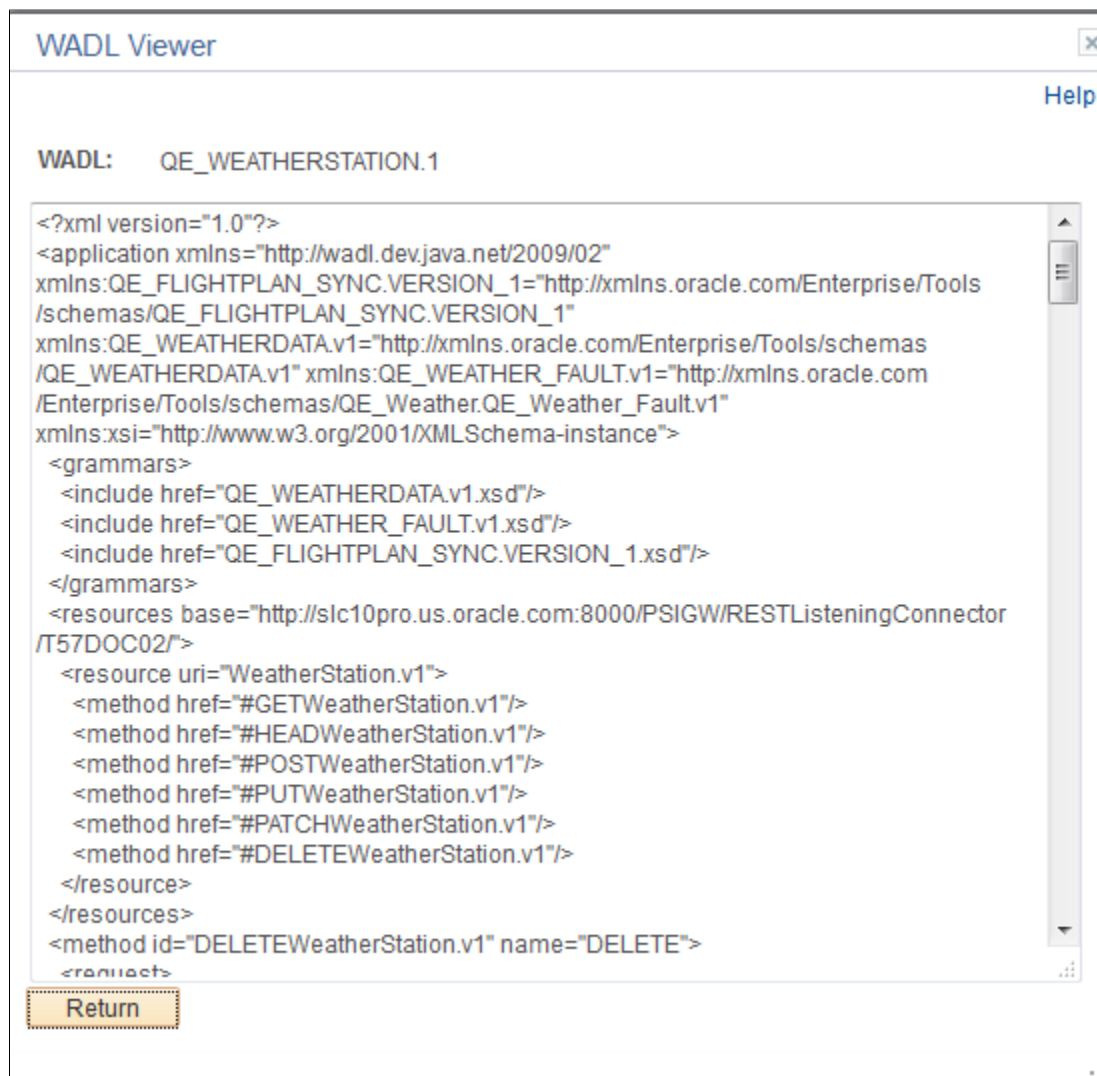 WADL Viewer
Help
WADL: QE_WEATHERSTATION.1
<?xml version="1.0"?>
<application xmlns="http://wadl.dev.java.net/2009/02"
xmlns:QE_FLIGHTPLAN_SYNC.VERSION_1="http://xmlns.oracle.com/Enterprise/Tools
/schemas/QE_FLIGHTPLAN_SYNC.VERSION_1"
xmlns:QE_WEATHERDATA.v1="http://xmlns.oracle.com/Enterprise/Tools/schemas
/QE_WEATHERDATA.v1" xmlns:QE_WEATHER_FAULT.v1="http://xmlns.oracle.com
/Enterprise/Tools/schemas/QE_Weather.QE_Weather_Fault.v1"
xmlns:xsi="http://www.w3.org/2001/XMLSchema-instance">
<grammars>
<include href="QE_WEATHERDATA.v1.xsd"/>
<include href="QE_WEATHER_FAULT.v1.xsd"/>
<include href="QE_FLIGHTPLAN_SYNC.VERSION_1.xsd"/>
</grammars>
<resources base="http://slc10pro.us.oracle.com:8000/PSIGW/RESTListeningConnector
/T57DOC02/">
<resource uri="WeatherStation.v1">
<method href="#GETWeatherStation.v1"/>
<method href="#HEADWeatherStation.v1"/>
<method href="#POSTWeatherStation.v1"/>
<method href="#PUTWeatherStation.v1"/>
<method href="#PATCHWeatherStation.v1"/>
<method href="#DELETEWeatherStation.v1"/>
</resource>
</resources>
<method id="DELETEWeatherStation.v1" name="DELETE">
<request>
Return